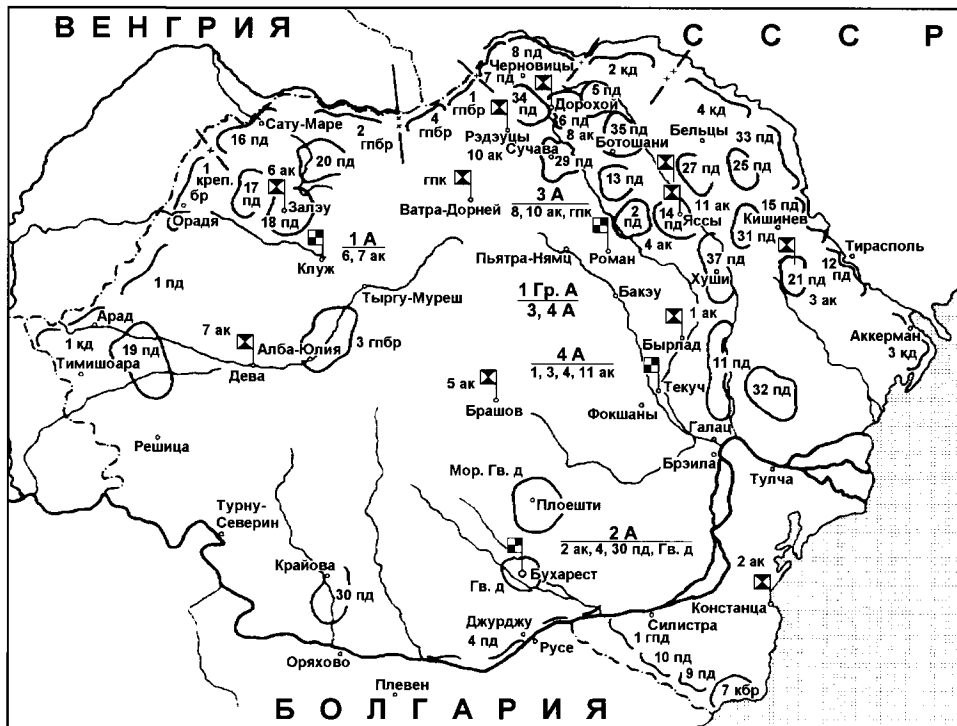 ВЕНГРИЯ
СССР
8 пд
Черновицы
7 пд
2 кд
1
гпбр
4
гпбр
34
пд
5 пд
Дорохой
6 пд
8 ак
35 пд
Ботошани
4 кд
Бельцы
33 пд
Рэдэуцы
Сучава
10 ак
29 пд
Сату-Маре
16 пд
2
гпбр
20 пд
6 ак
1
креп.
бр
17
пд
Залэу
18 пд
Орадя
гпк
Ватра-Дорней
3 А
8, 10 ак, гпк
13 пд
27 пд
25 пд
2
пд
14
пд
11 ак
Яссы
4 ак
15 пд
Кишинев
31 пд
Тирасполь
1 А
6, 7 ак
Клуж
Пьятра-Нямц
Роман
37 пд
Хуши
21 пд
12
пд
3 ак
1 пд
Тыргу-Муреш
Бакэу
1 Гр. А
3, 4 А
1 ак
Бырлад
Аккерман
3 кд
Арад
1 кд
19 пд
Тимишоара
7 ак
Дева
Алба-Юлия
3 гпбр
4 А
1, 3, 4, 11 ак
5 ак
Брашов
Текуч
11 пд
32 пд
Фокшаны
Галац
Брэила
Тулча
Решица
Мор. Гв. д
Плоешти
Турну-
Северин
2 А
2 ак, 4, 30 пд, Гв. д
Крайова
30 пд
Бухарест
Гв. д
2 ак
Констанца
Джурджу
4 пд
Русе
Силистра
1 гпд
10 пд
9 пд
7 кбр
Оряхово
Плевен
БОЛГАРИЯ